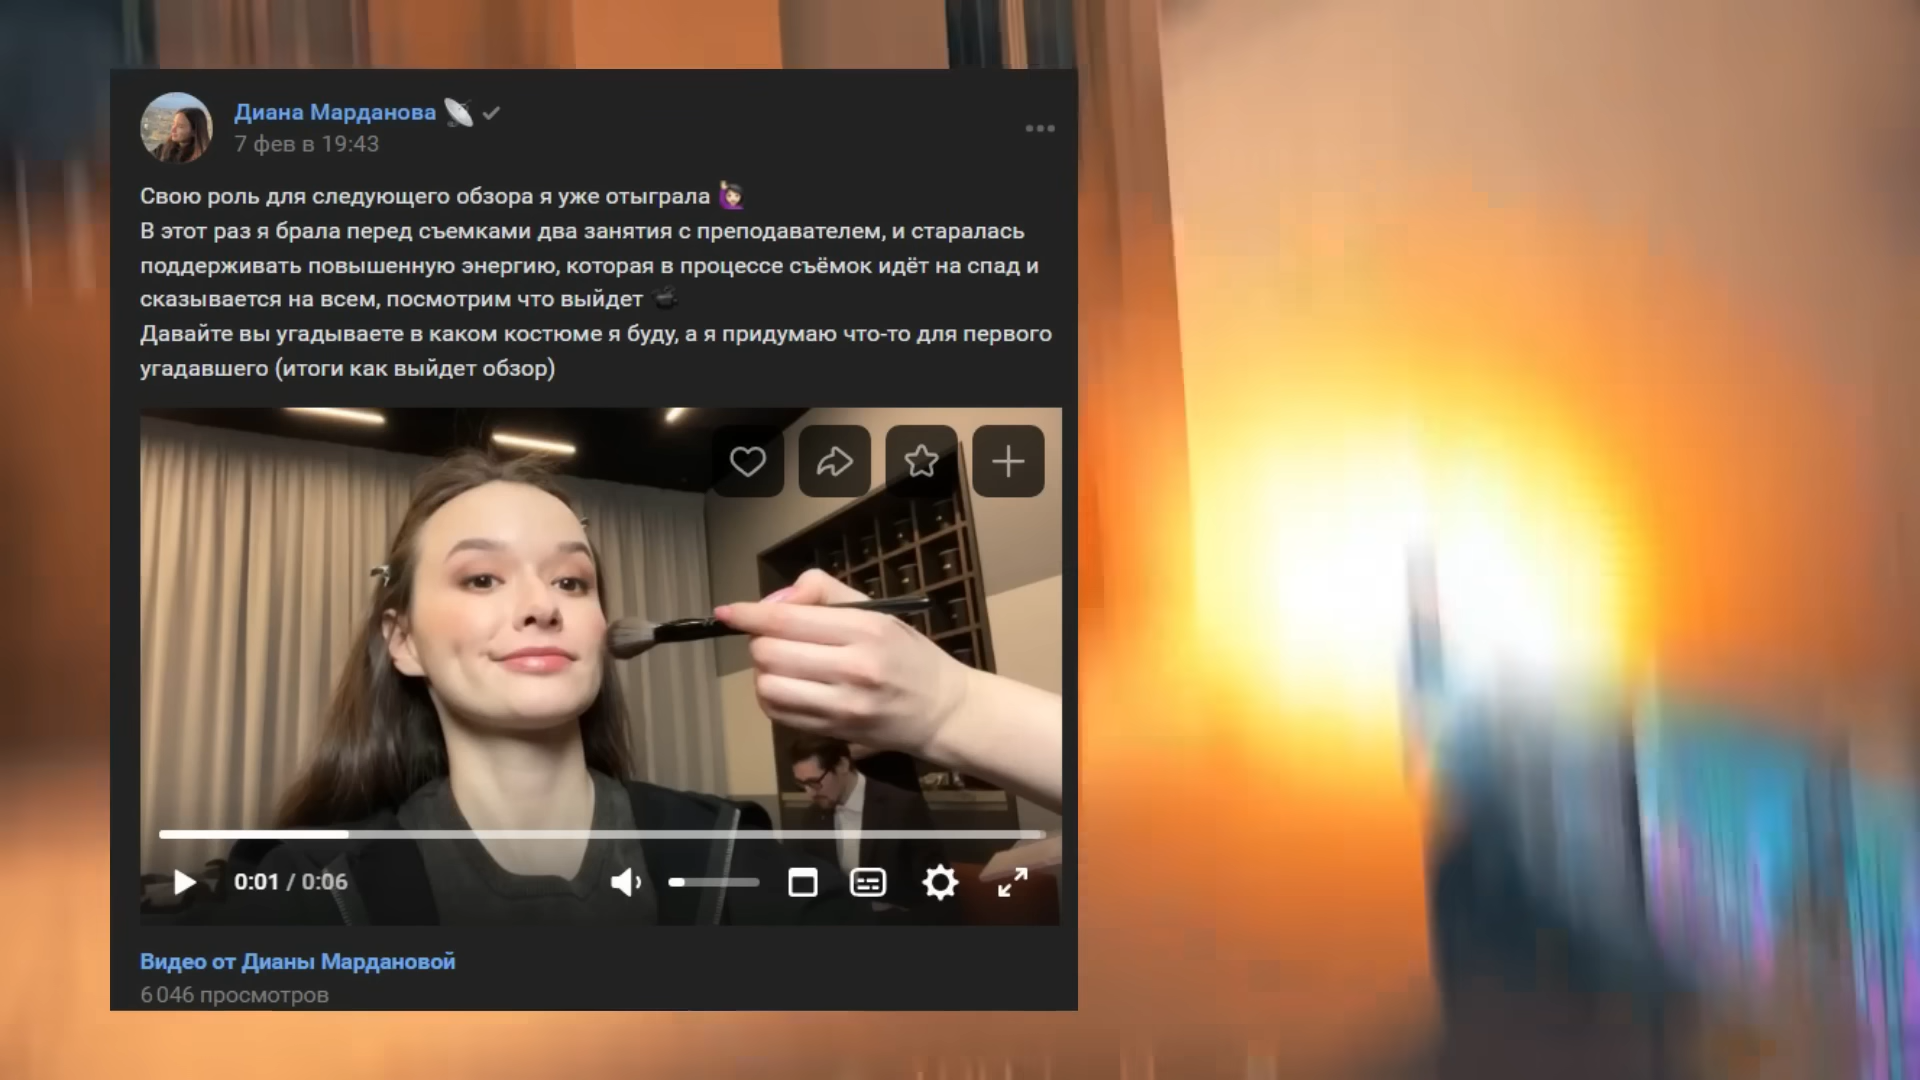 Диана Марданова
7 фев в 19:43
Свою роль для следующего обзора я уже отыграла
В этот раз я брала перед съемками два занятия с преподавателем, и старалась
поддерживать повышенную энергию, которая в процессе съёмок идёт на спад и
сказывается на всем, посмотрим что выйдет
Давайте вы угадываете в каком костюме я буду, а я придумаю что-то для первого
угадавшего (итоги как выйдет обзор)
0:01 / 0:06
Видео от Дианы Мардановой
6 046 просмотров